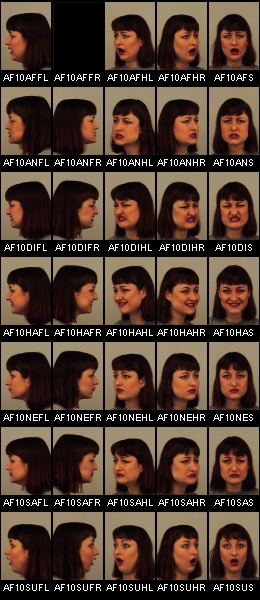 AF10AFFL AF10AFFR AF10AFHL AF10AFHR AF10AFS
AF10ANFL AF10ANFR AF10ANHL AF10ANHR AF10ANS
AF10DIFL AF10DIFR AF10DIHL AF10DIHR AF10DIS
AF10HAFL AF10HAFR AF10HAHL AF10HAHR AF10HAS
AF10NEFL AF10NEFR AF10NEHL AF10NEHR AF10NES
AF10SAFL AF10SAFR AF10SAHL AF10SAHR AF10SAS
AF10SUFL AF10SUFR AF10SUHL AF10SUHR AF10SUS